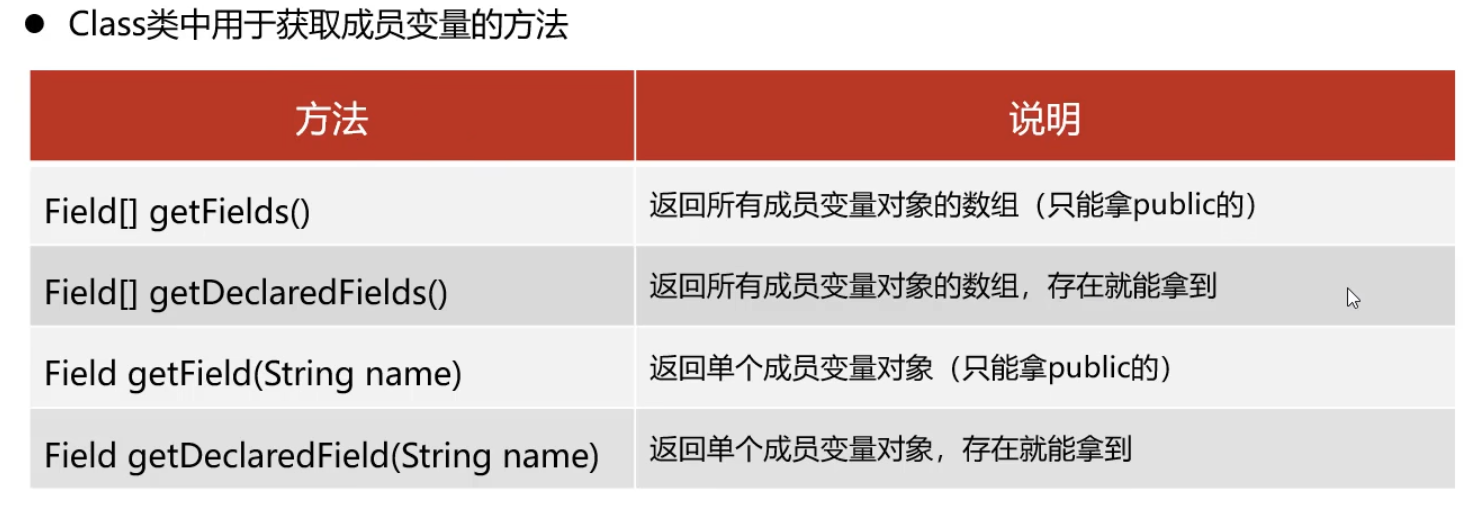 ● Class类中用于获取成员变量的方法
方法 说明
Field[] getFields() 返回所有成员变量对象的数组（只能拿public的）
Field[] getDeclaredFields() 返回所有成员变量对象的数组，存在就能拿到
Field getField(String name) 返回单个成员变量对象（只能拿public的）
Field getDeclaredField(String name) 返回单个成员变量对象，存在就能拿到